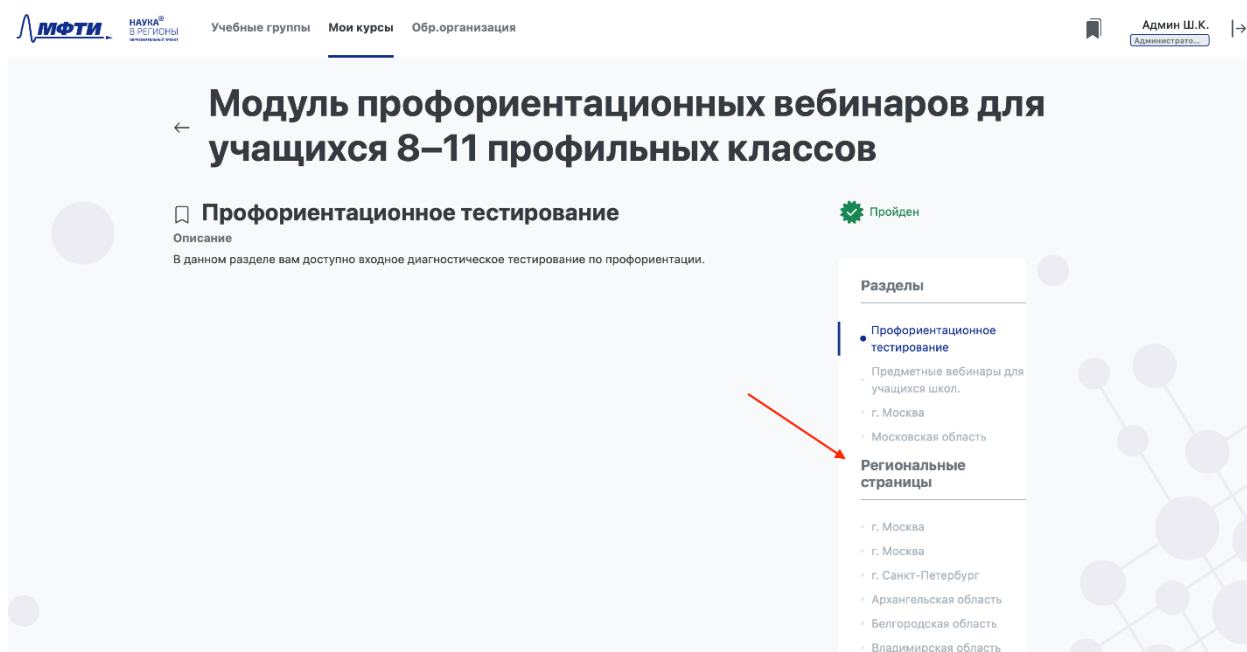 МФТИ
НАУКА
В РЕГИОНЫ
Учебные группы
Мои курсы
Обр.организация
Админ Ш.К.
Администрато...
Модуль профориентационных вебинаров для
учащихся 8–11 профильных классов
Профориентационное тестирование
Пройден
Описание
В данном разделе вам доступно входное диагностическое тестирование по профориентации.
Разделы
Профориентационное
тестирование
Предметные вебинары для
учащихся школ.
г. Москва
Московская область
Региональные
страницы
г. Москва
г. Москва
г. Санкт-Петербург
Архангельская область
Белгородская область
Владимирская область